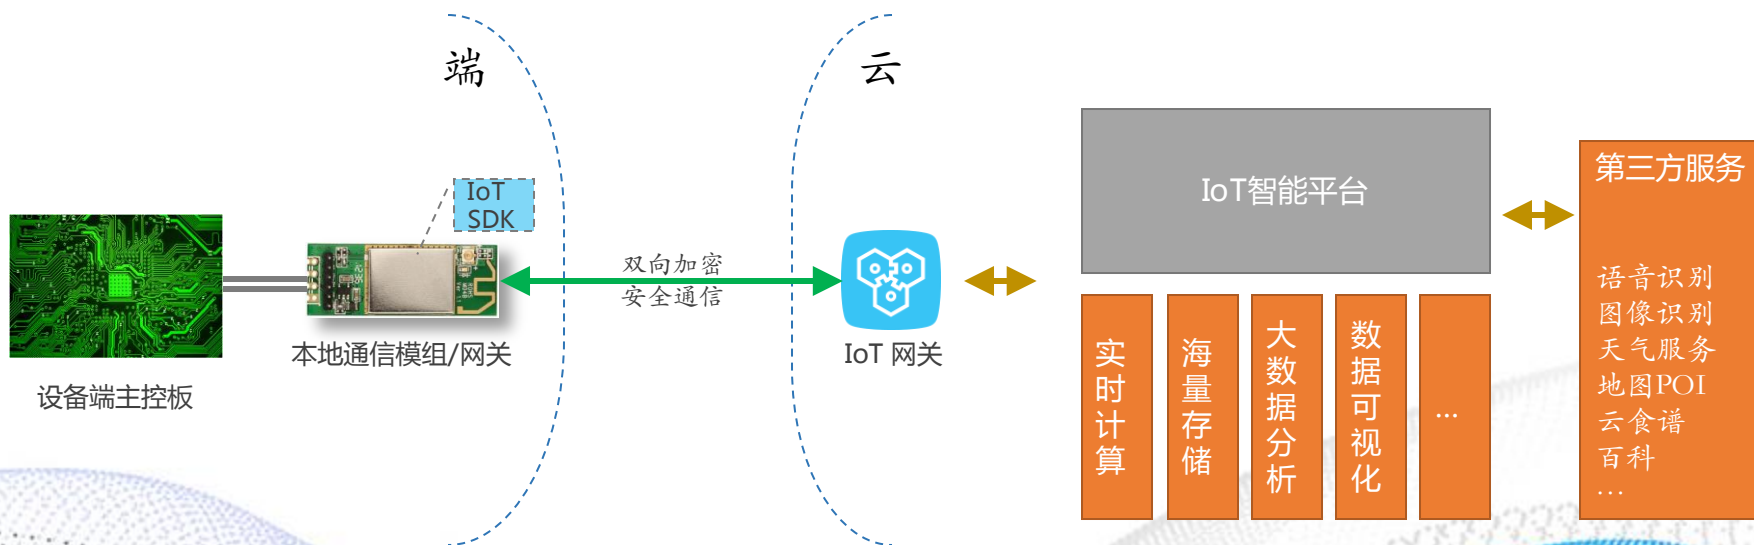 端
云
IoT
SDK
设备端主控板
本地通信模组/网关
双向加密
安全通信
IoT 网关
IoT智能平台
实时计算
海量存储
大数据分析
数据可视化
...
第三方服务
语音识别
图像识别
天气服务
地图POI
云食谱
百科
...